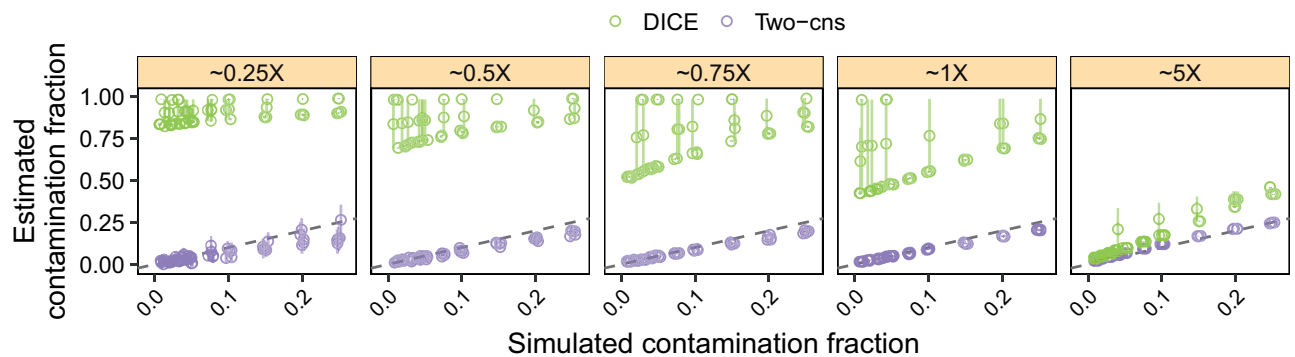 DICE Two-cns
~0.25X ~0.5X ~0.75X ~1X ~5X
Estimated
contamination fraction
1.00
0.75
0.50
0.25
0.00
0.0 0.1 0.2 0.0 0.1 0.2 0.0 0.1 0.2 0.0 0.1 0.2 0.0 0.1 0.2
Simulated contamination fraction